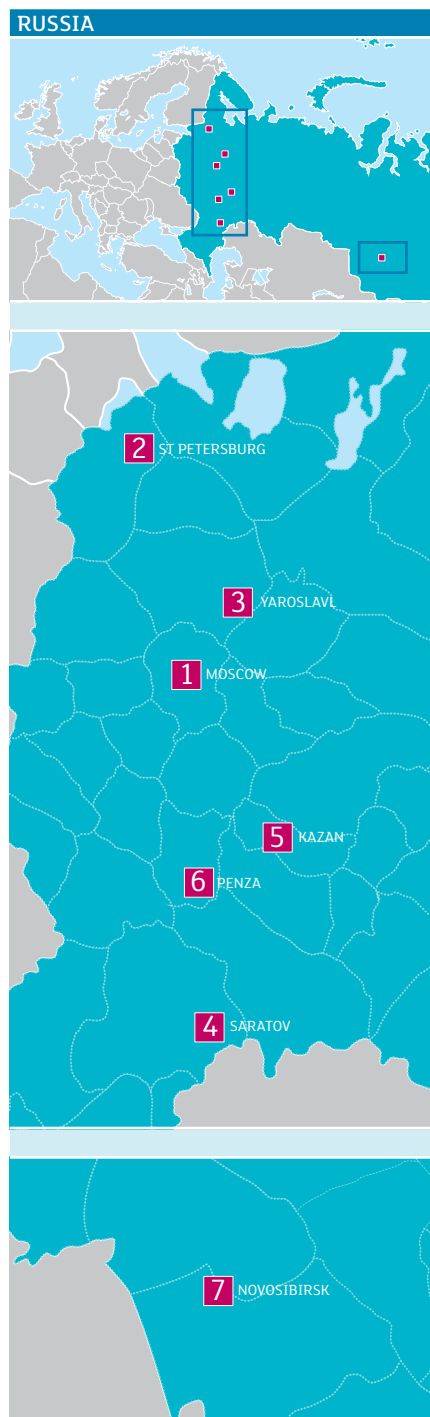 RUSSIA
2 ST PETERSBURG
3 YAROSLAVL
1 MOSCOW
5 KAZAN
6 PENZA
4 SARATOV
7 NOVOSIBIRSK